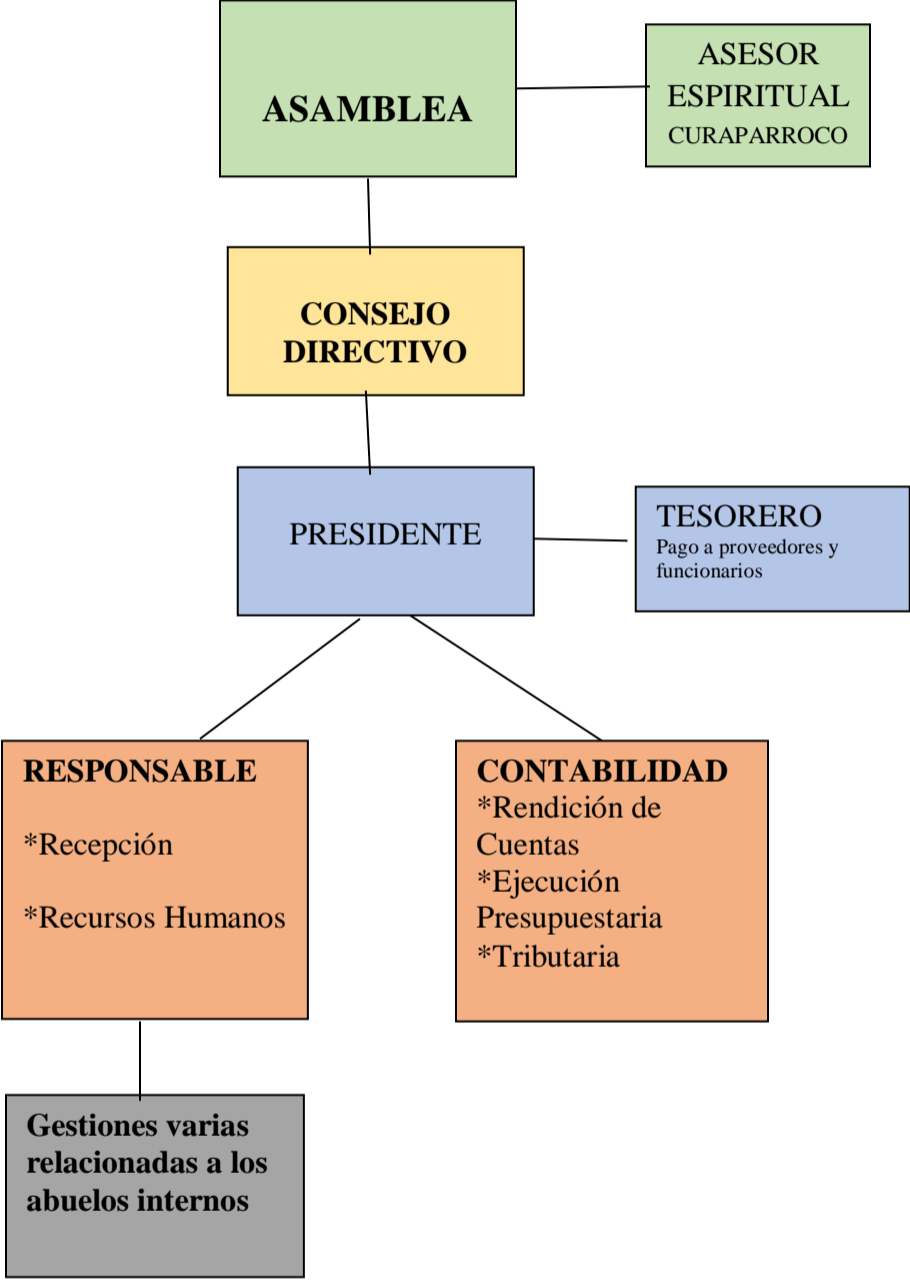 ASAMBLEA
ASESOR
ESPIRITUAL
CURAPARROCO
CONSEJO
DIRECTIVO
PRESIDENTE
TESORERO
Pago a proveedores y
funcionarios
RESPONSABLE
*Recepción
*Recursos Humanos
CONTABILIDAD
*Rendición de
Cuentas
*Ejecución
Presupuestaria
*Tributaria
Gestiones varias
relacionadas a los
abuelos internos